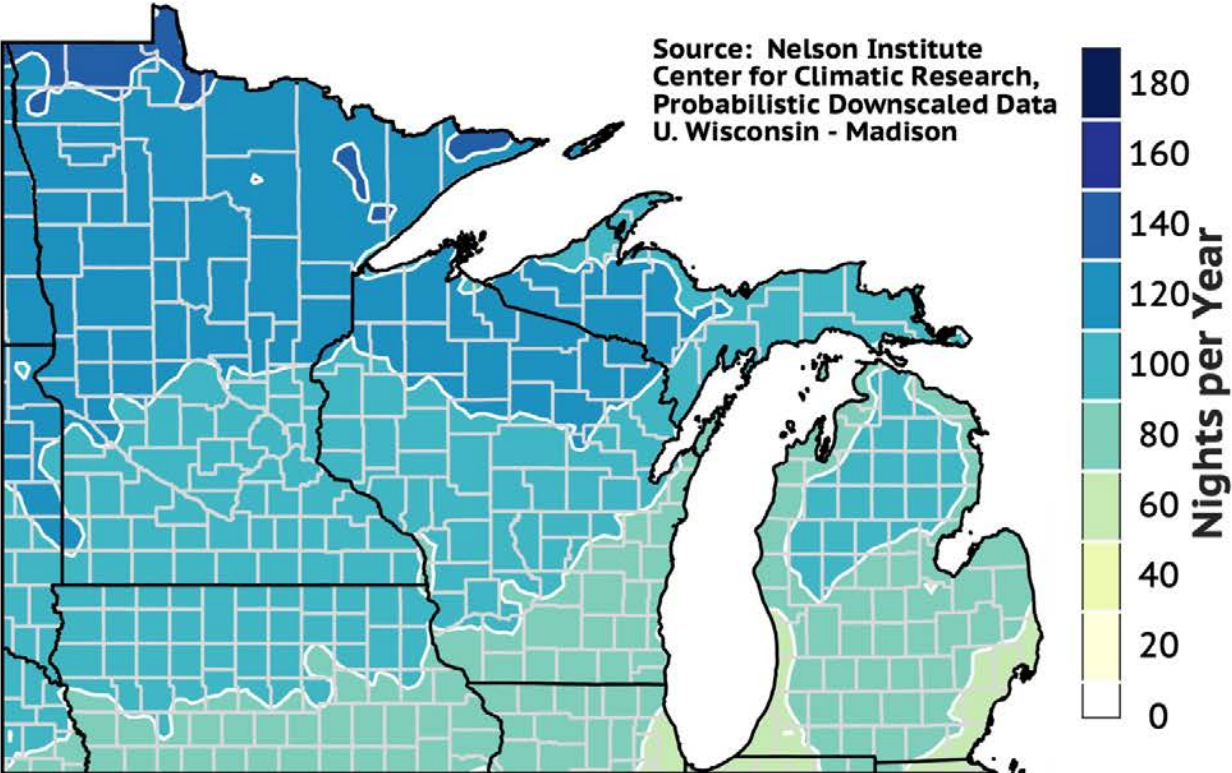 Source:  Nelson Institute
Center for Climatic Research,
Probabilistic Downscaled Data
U. Wisconsin - Madison
180
160
140
120
100
80
60
40
20
0
Nights per Year